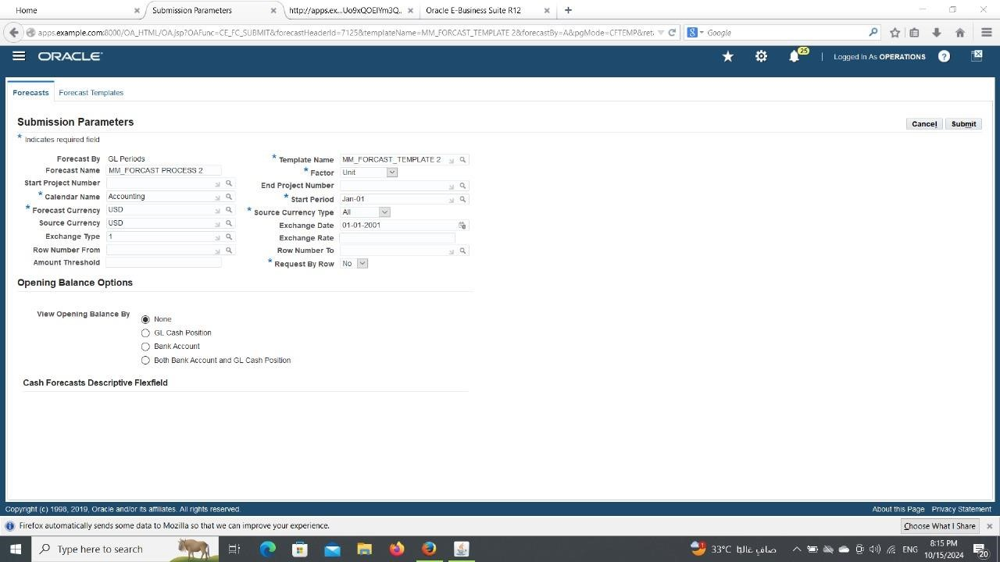 Home
Submission Parameters
http://apps.ex...Uo9xQOEIYm3Q..
Oracle E-Business Suite R12
apps.example.com:8000/OA_HTML/OA.jsp?OAFunc=CE_FC_SUBMIT&forecastHeaderId=7125&templateName=MM_FORCAST_TEMPLATE 2&forecastBy=A&pgMode=CFTEMP&ret
Google
ORACLE
25
Logged In As OPERATIONS
Forecasts
Forecast Templates
Submission Parameters
Cancel
Submit
* Indicates required field
Forecast By GL Periods
* Template Name MM_FORCAST_TEMPLATE 2
Forecast Name MM_FORCAST PROCESS 2
* Factor Unit
Start Project Number
End Project Number
* Calendar Name Accounting
* Start Period Jan-01
* Forecast Currency USD
* Source Currency Type All
Source Currency USD
Exchange Date 01-01-2001
Exchange Type 1
Exchange Rate
Row Number From
Row Number To
Amount Threshold
* Request By Row No
Opening Balance Options
View Opening Balance By
None
GL Cash Position
Bank Account
Both Bank Account and GL Cash Position
Cash Forecasts Descriptive Flexfield
Copyright (c) 1998, 2019, Oracle and/or its affiliates. All rights reserved.
About this Page Privacy Statement
Firefox automatically sends some data to Mozilla so that we can improve your experience.
Choose What I Share
Type here to search
1
33°C صافٍ غالبًا
ENG
8:15 PM
10/15/2024
20